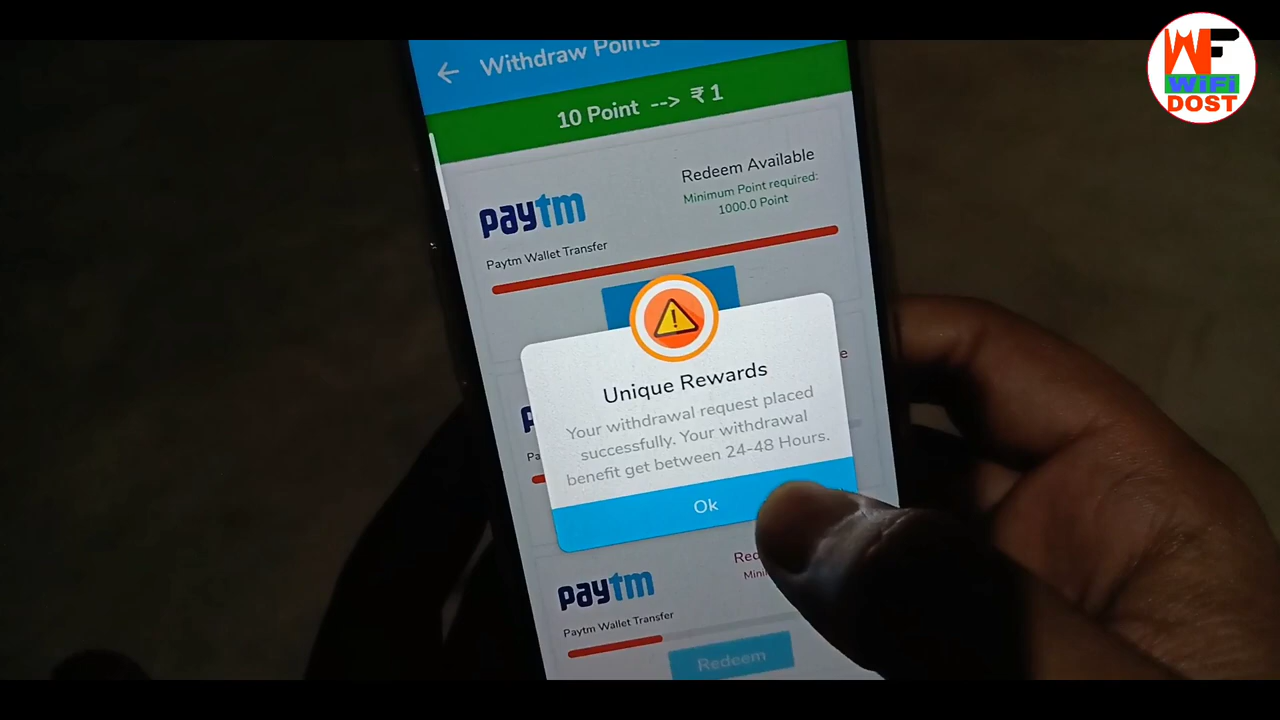 WF
WiFi
DOST
Withdraw Points
10 Point --> ₹ 1
paytm
Redeem Available
Minimum Point required:
1000.0 Point
Paytm Wallet Transfer
Unique Rewards
Your withdrawal request placed
successfully. Your withdrawal
benefit get between 24-48 Hours.
Ok
paytm
Paytm Wallet Transfer
Redeem